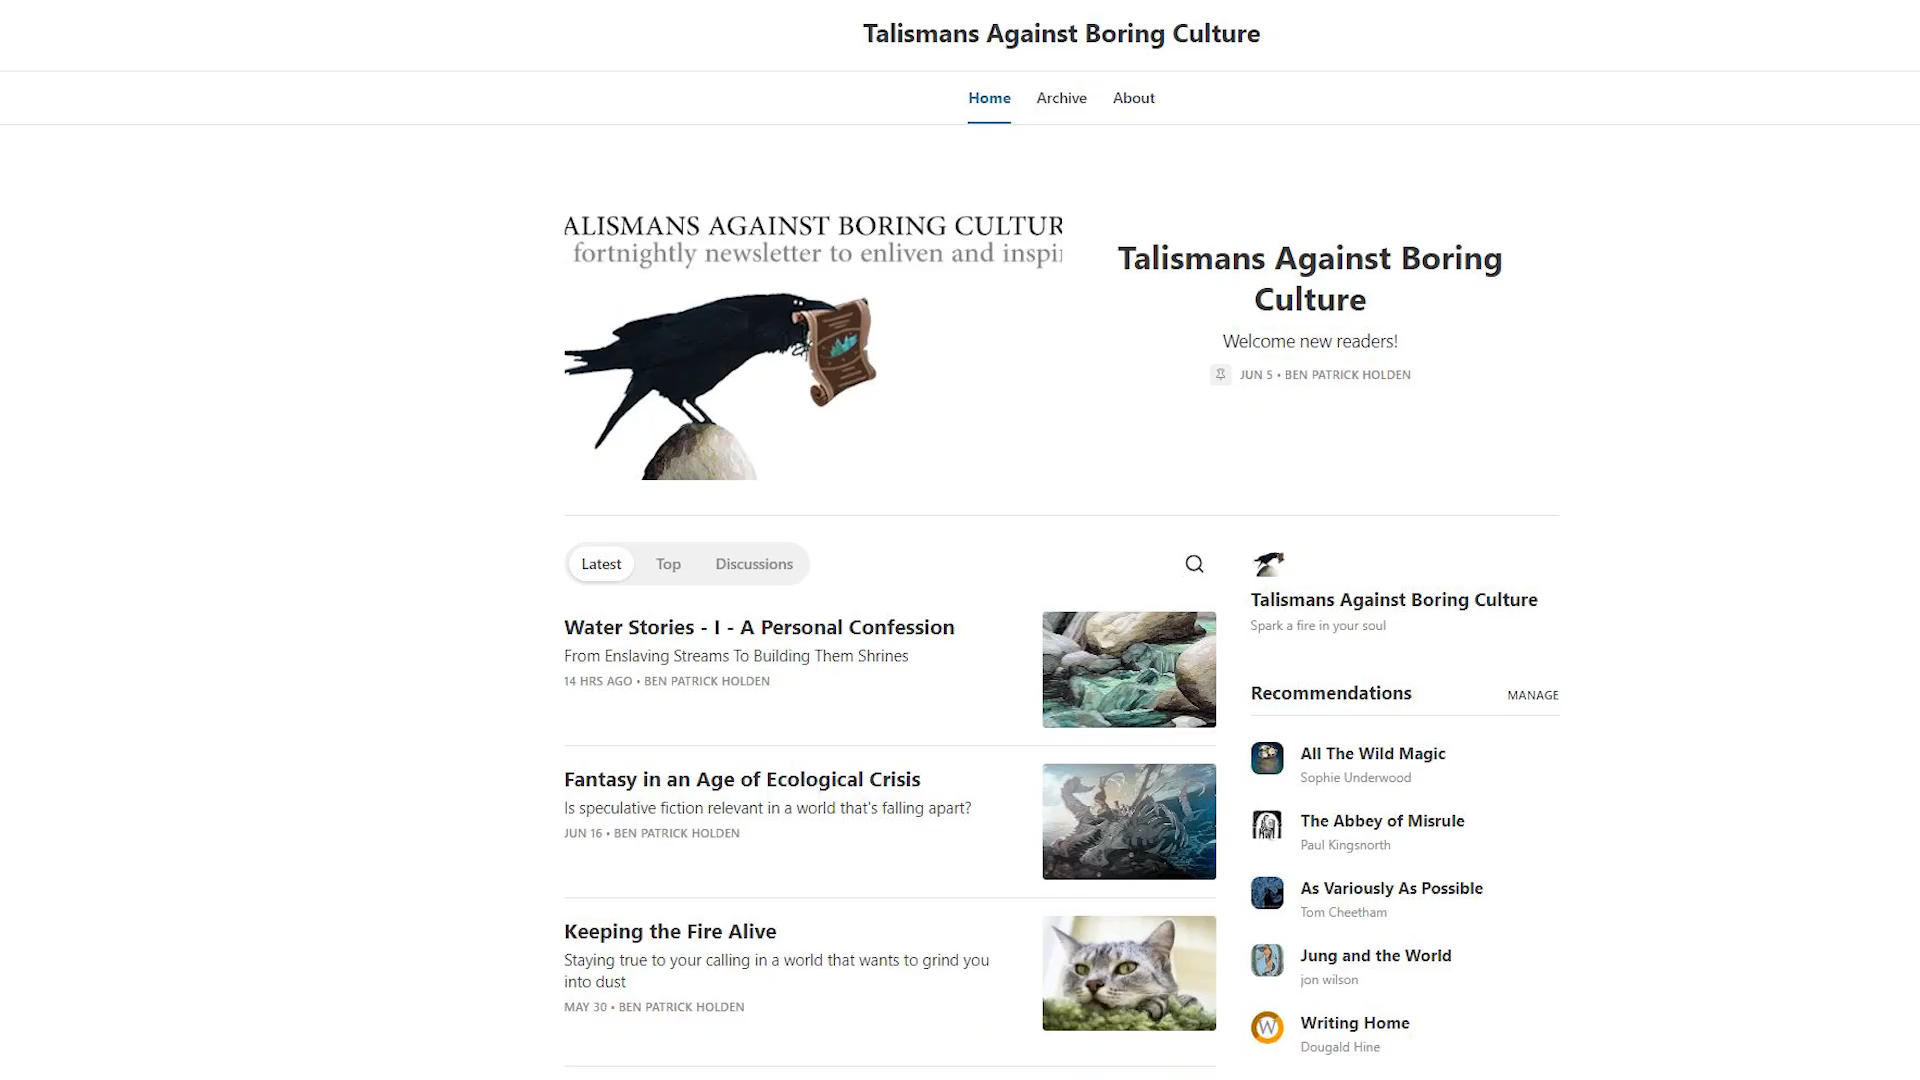 Talismans Against Boring Culture
Home Archive About
ALISMANS AGAINST BORING CULTUR
fortnightly newsletter to enliven and inspi
Talismans Against Boring
Culture
Welcome new readers!
JUN 5 • BEN PATRICK HOLDEN
Latest Top Discussions
Water Stories - I - A Personal Confession
From Enslaving Streams To Building Them Shrines
14 HRS AGO • BEN PATRICK HOLDEN
Fantasy in an Age of Ecological Crisis
Is speculative fiction relevant in a world that's falling apart?
JUN 16 • BEN PATRICK HOLDEN
Keeping the Fire Alive
Staying true to your calling in a world that wants to grind you
into dust
MAY 30 • BEN PATRICK HOLDEN
Talismans Against Boring Culture
Spark a fire in your soul
Recommendations MANAGE
All The Wild Magic
Sophie Underwood
The Abbey of Misrule
Paul Kingsnorth
As Variously As Possible
Tom Cheetham
Jung and the World
jon wilson
W
Writing Home
Dougald Hine